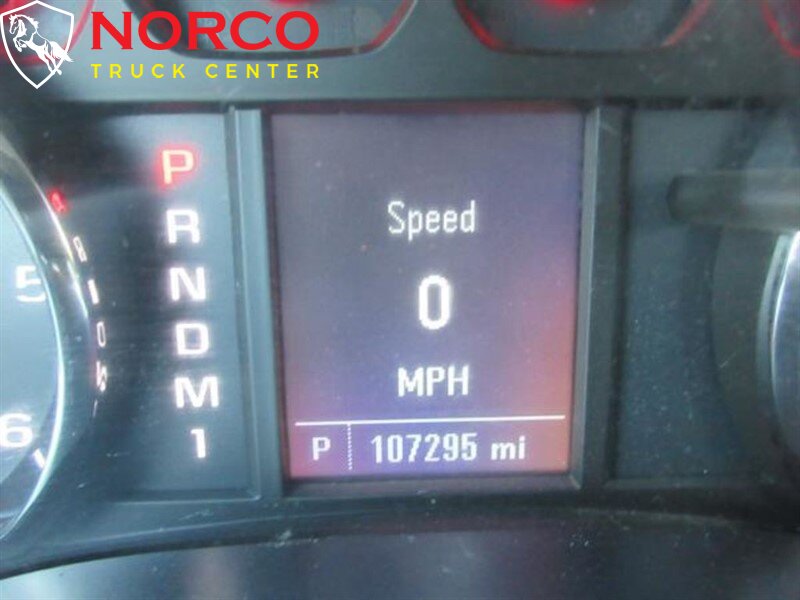 NORCO
TRUCK CENTER
P
R
N
D
M
1
5
6
Speed
0
MPH
P 107295 mi